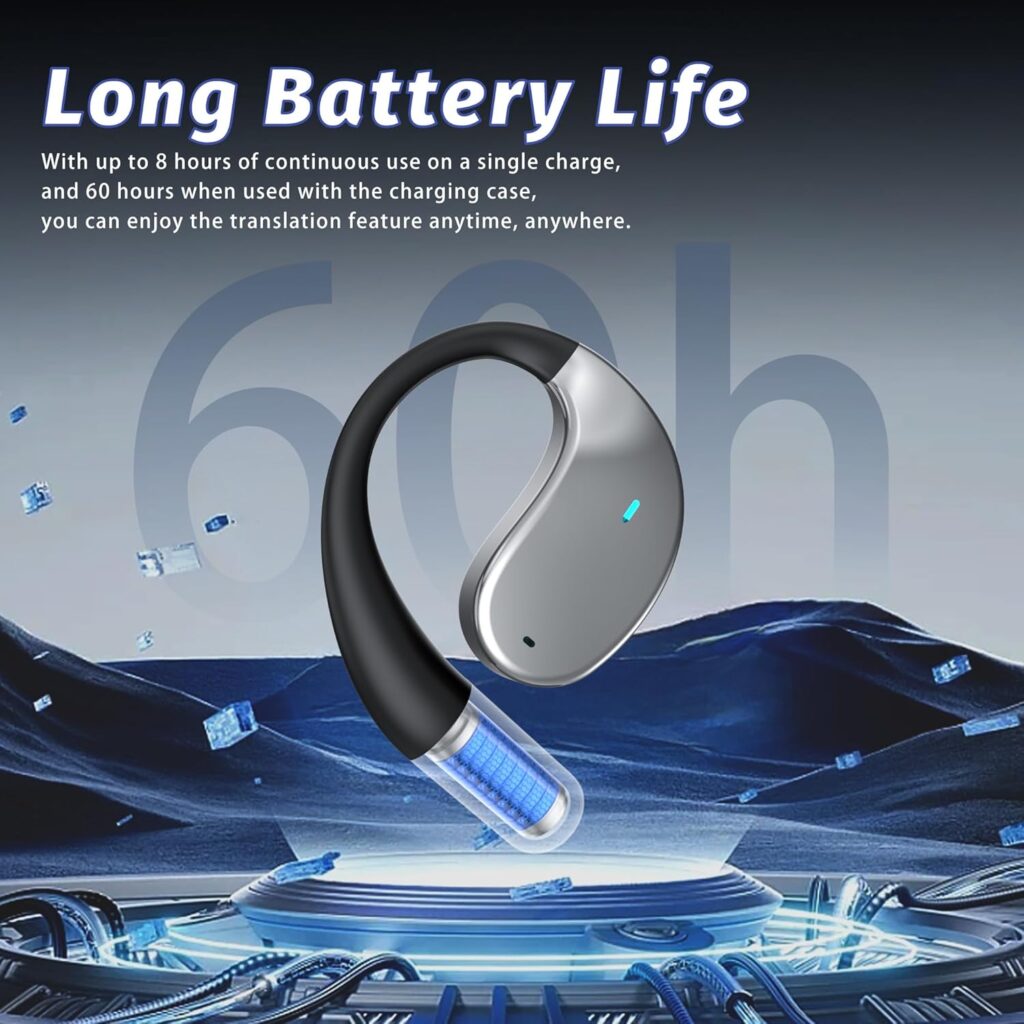 Long Battery Life
With up to 8 hours of continuous use on a single charge,
and 60 hours when used with the charging case,
you can enjoy the translation feature anytime, anywhere.
60h